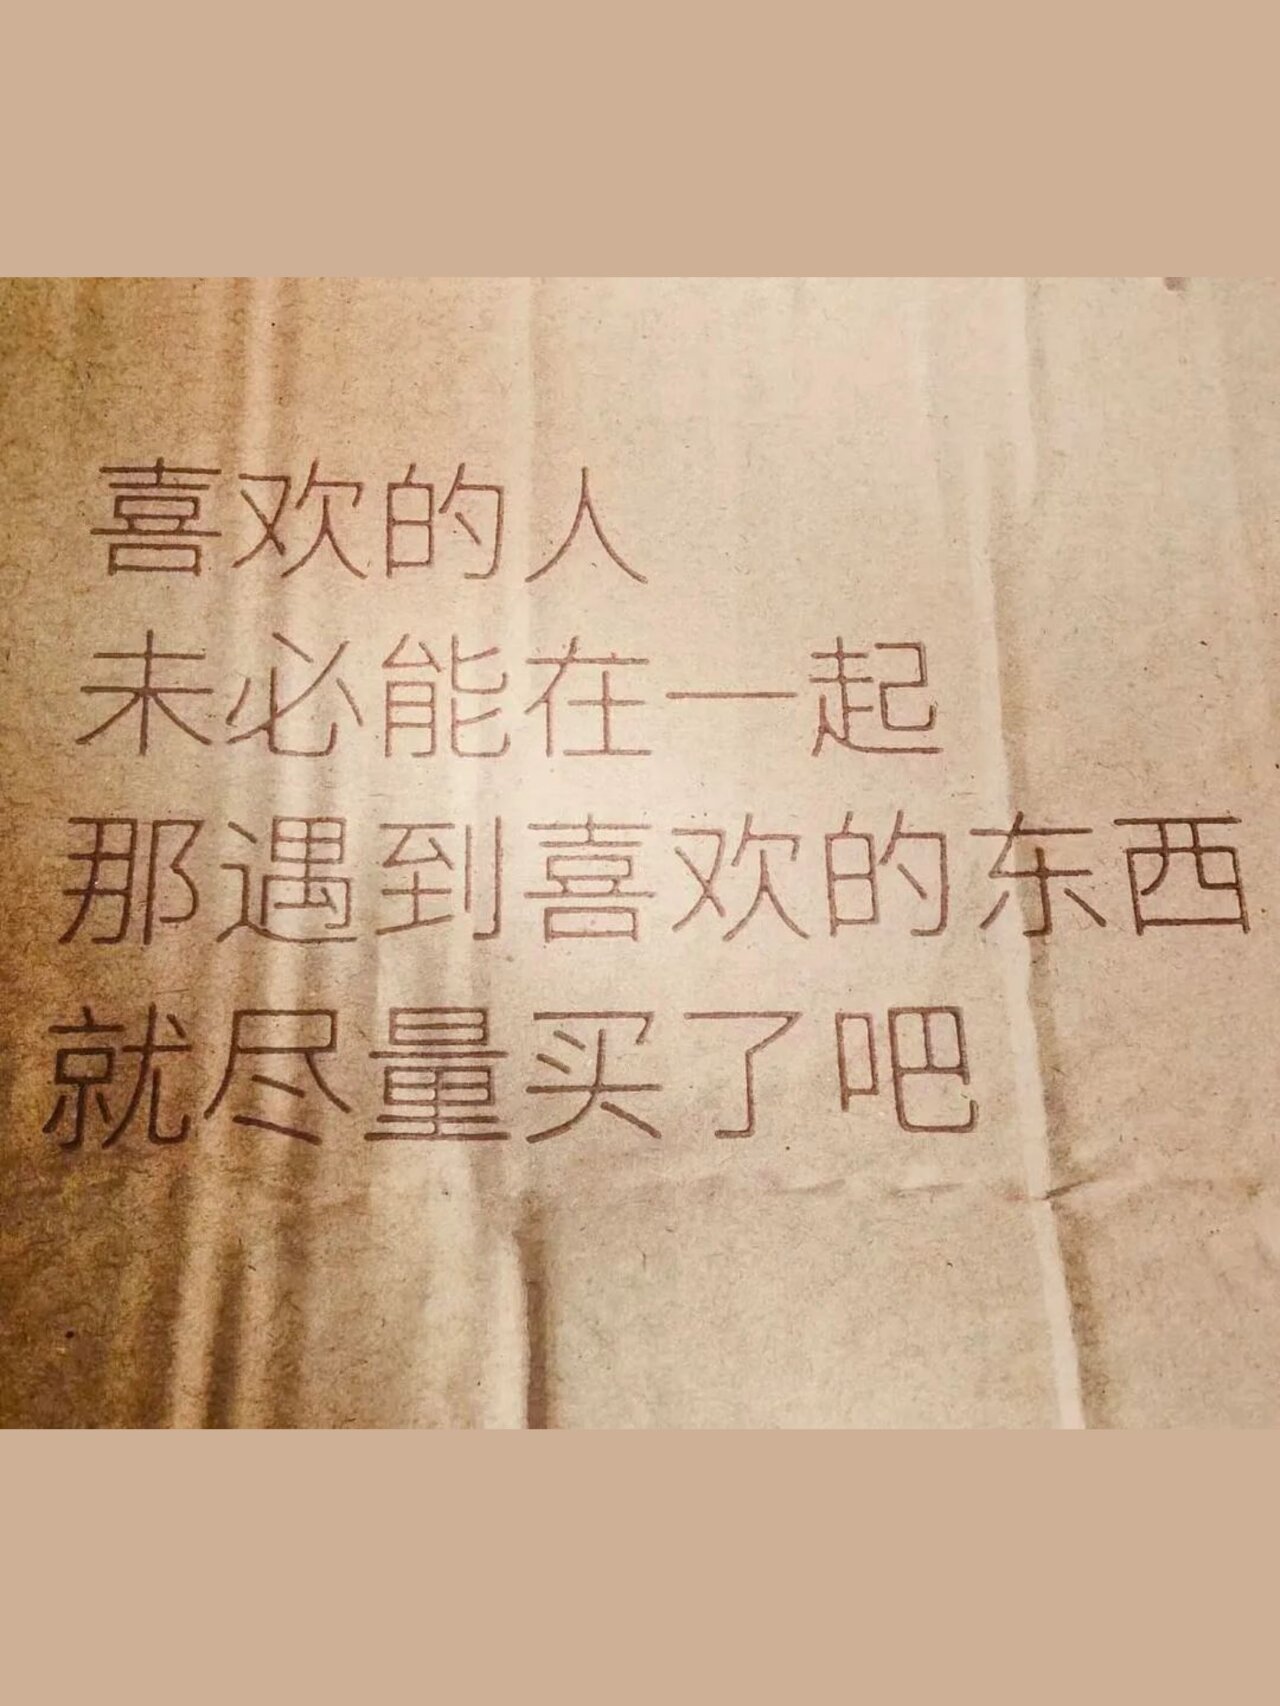 喜欢的人
未必能在一起
那遇到喜欢的东西
就尽量买了吧